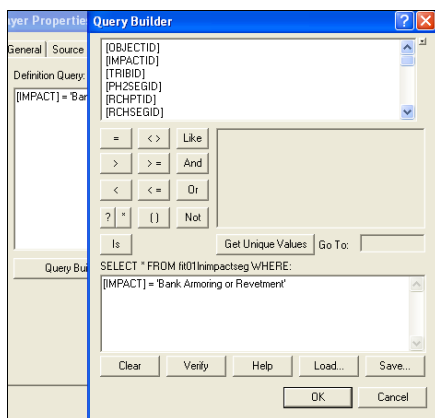 yer Propertie
General Source
Definition Query:
[IMPACT] = 'Ban
Query Bui
Query Builder
[OBJECTID]
[IMPACTID]
[TRIBID]
[PH2SEGID]
[RCHPTID]
[RCHSEGID]
= <> Like
> >= And
< <= Or
? * () Not
Is Get Unique Values Go To:
SELECT * FROM fit01lnimpactseg WHERE:
[IMPACT] = 'Bank Armoring or Revetment'
Clear Verify Help Load... Save...
OK Cancel